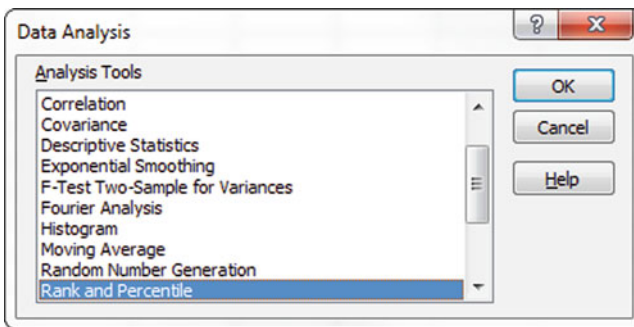 Data Analysis
?
Analysis Tools
Correlation
Covariance
Descriptive Statistics
Exponential Smoothing
F-Test Two-Sample for Variances
Fourier Analysis
Histogram
Moving Average
Random Number Generation
Rank and Percentile
OK
Cancel
Help